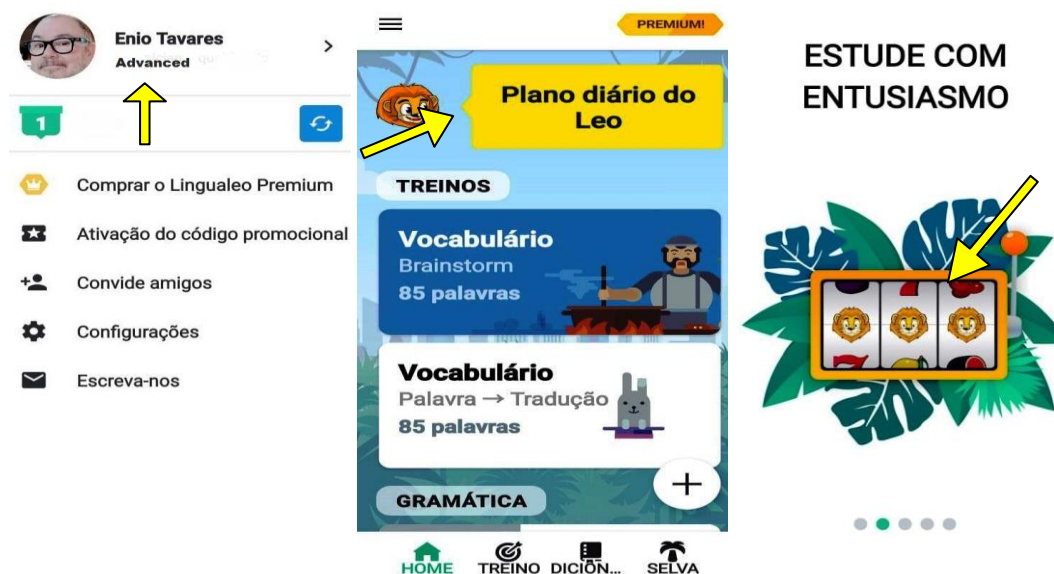 Enio Tavares
Advanced
1
Comprar o Lingualeo Premium
Ativação do código promocional
Convide amigos
Configurações
Escreva-nos
PREMIUM!
Plano diário do
Leo
TREINOS
Vocabulário
Brainstorm
85 palavras
Vocabulário
Palavra → Tradução
85 palavras
GRAMÁTICA
HOME
TREINO
DICION...
SELVA
ESTUDE COM
ENTUSIASMO